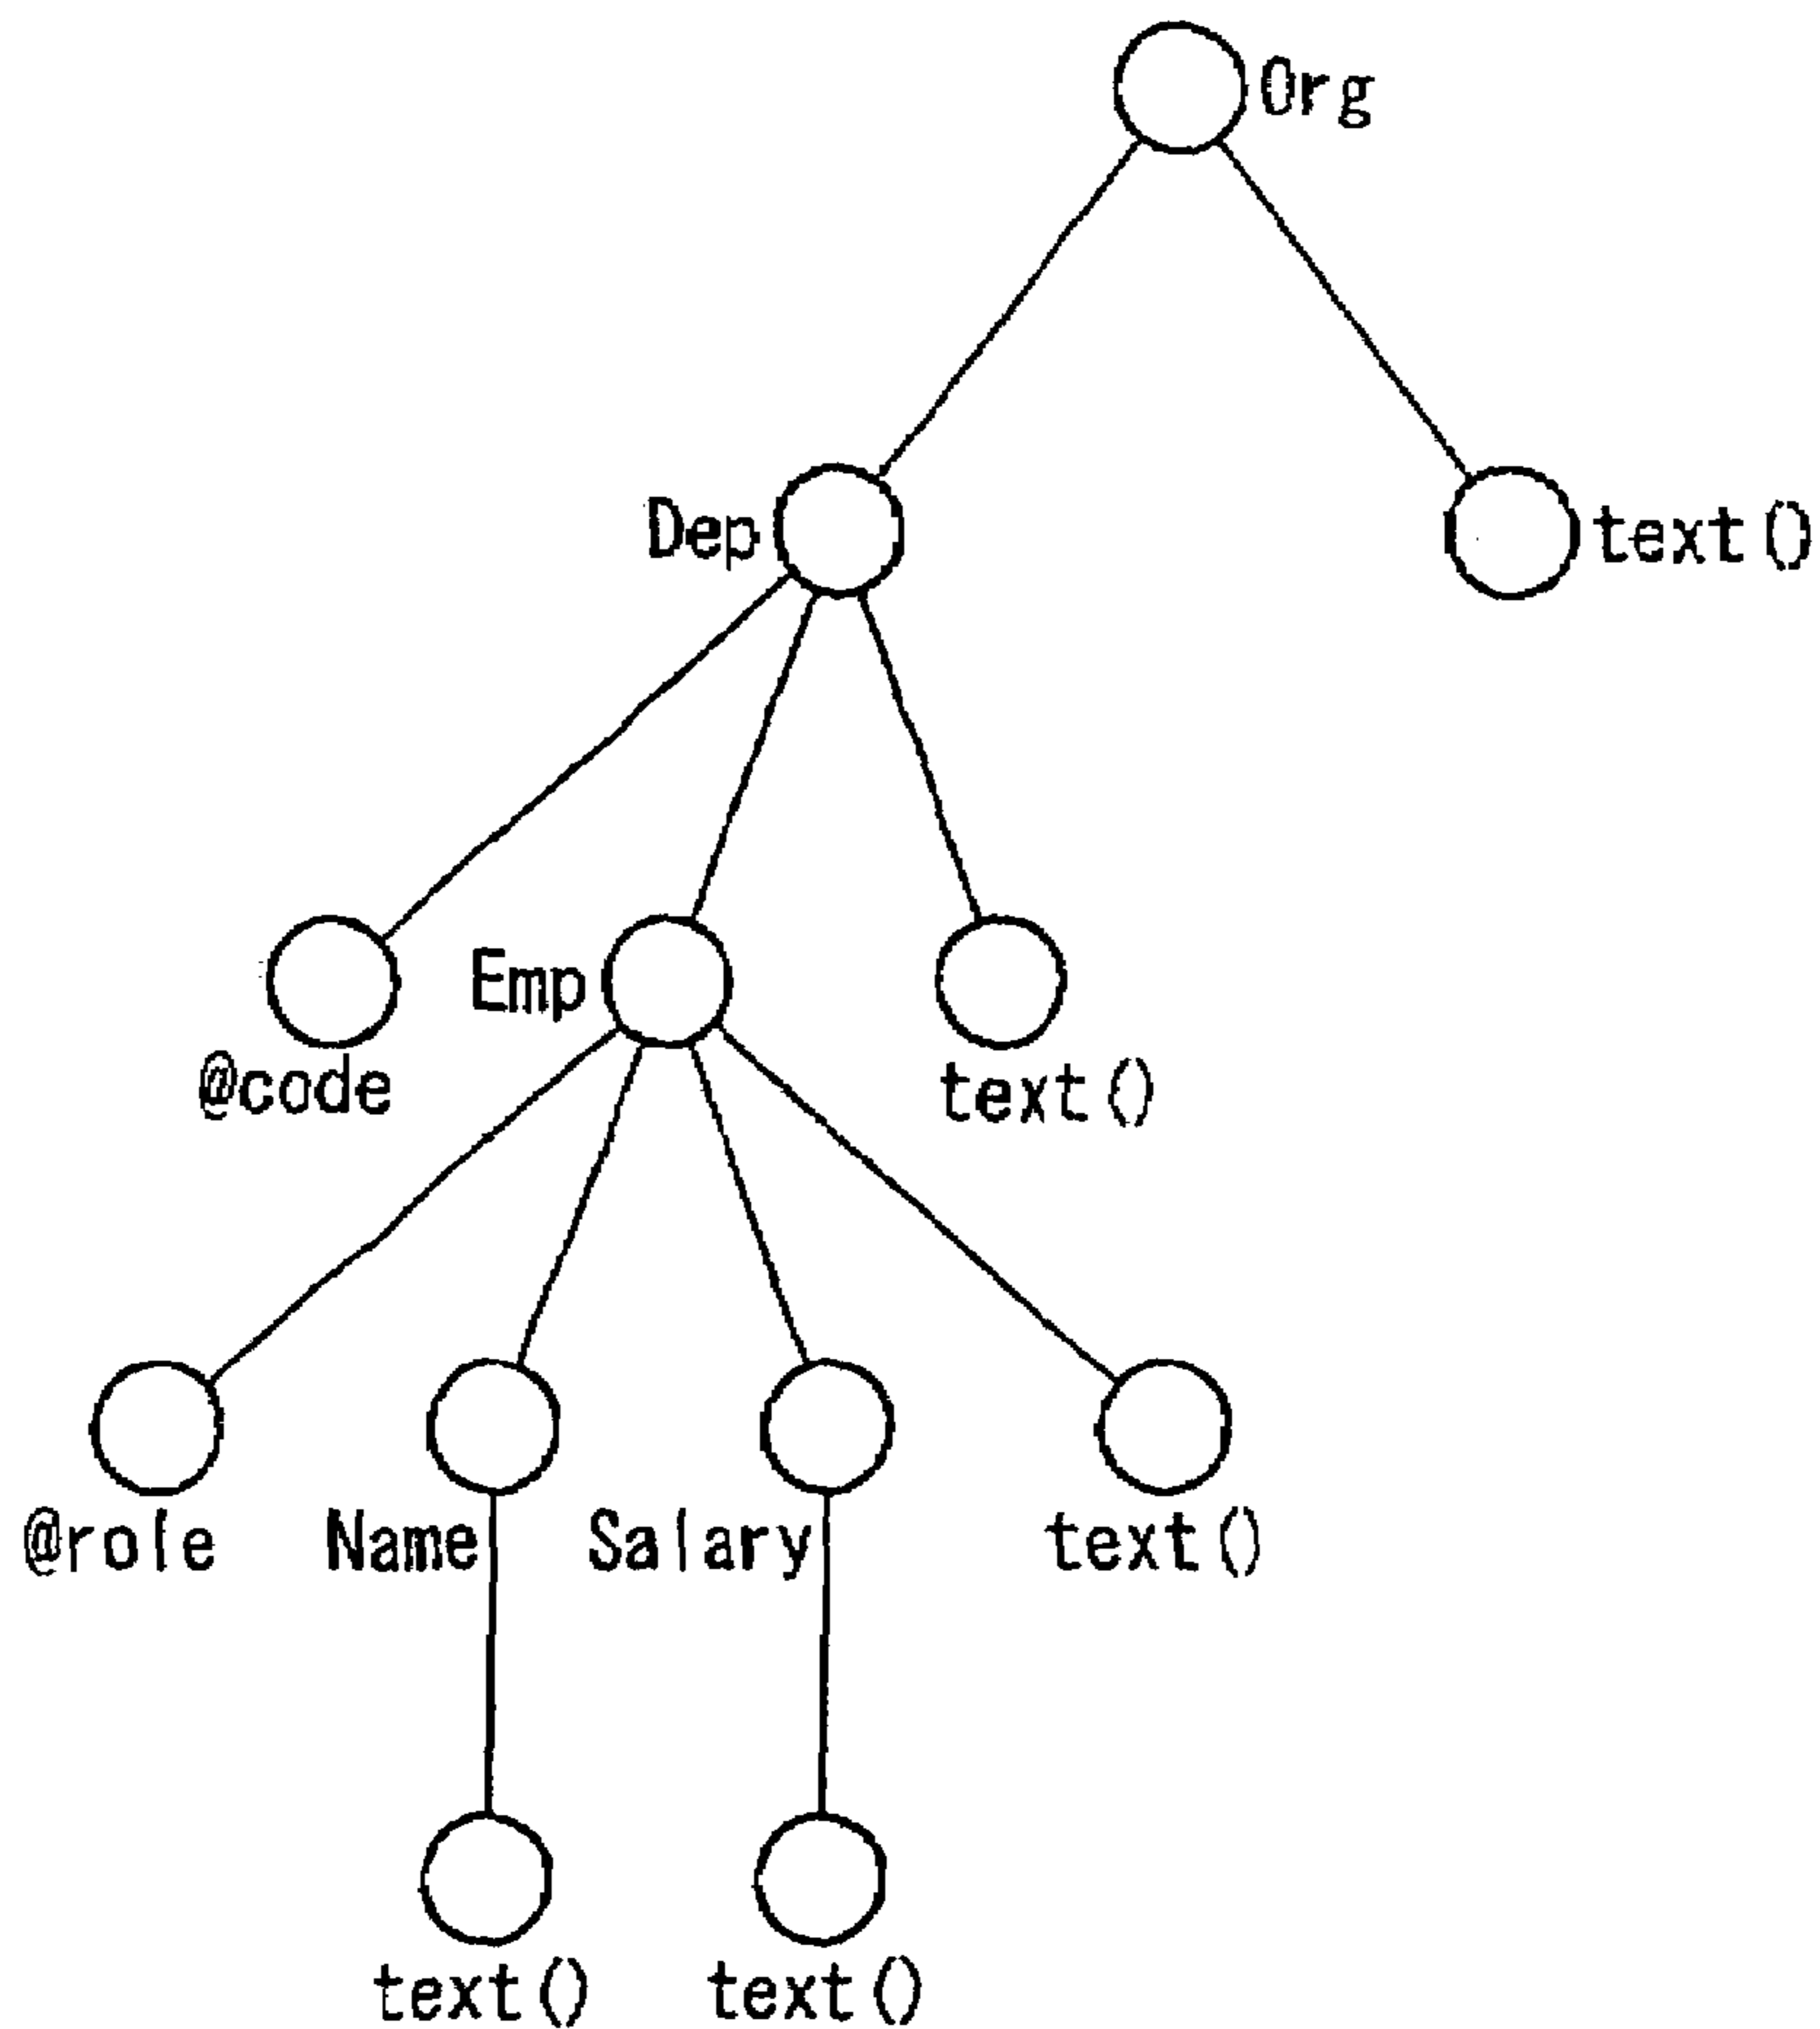 Org
Dep text()
Emp
@code text()
@role Name Salary text()
text() text()